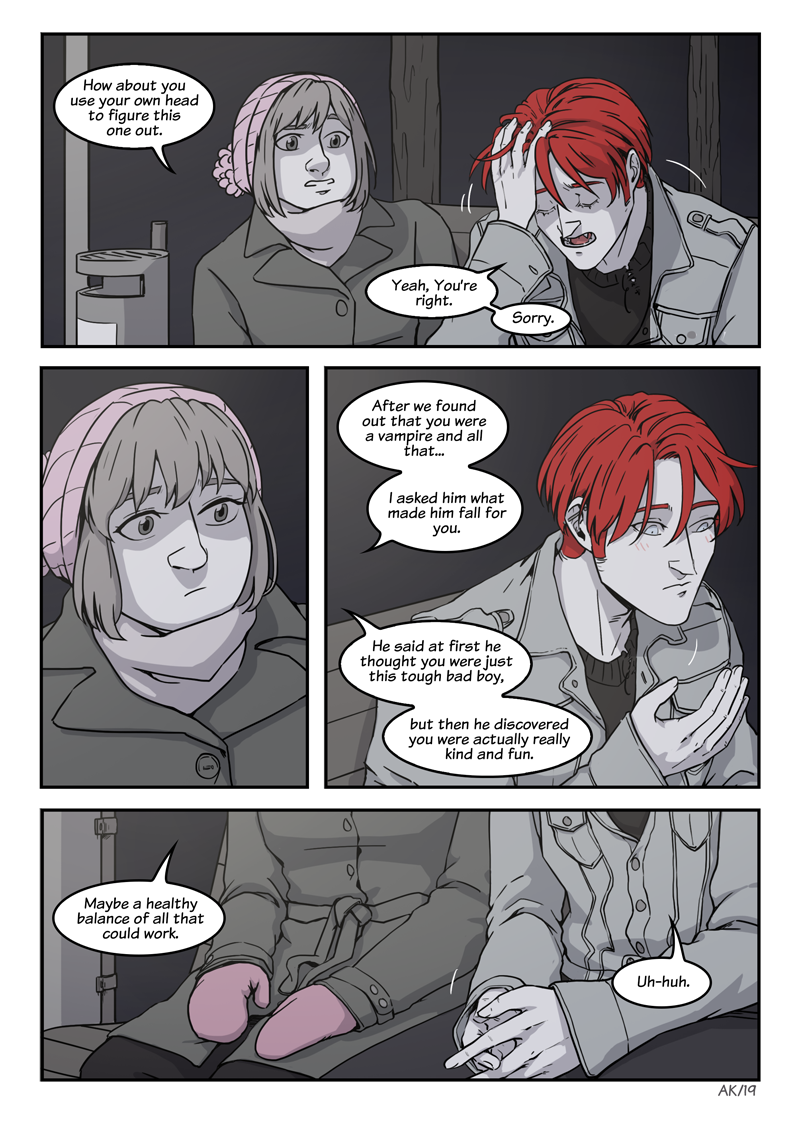 How about you
use your own head
to figure this
one out.
Yeah, You're
right.
Sorry.
After we found
out that you were
a vampire and all
that...
I asked him what
made him fall for
you.
He said at first he
thought you were just
this tough bad boy,
but then he discovered
you were actually really
kind and fun.
Maybe a healthy
balance of all that
could work.
Uh-huh.
AK/19